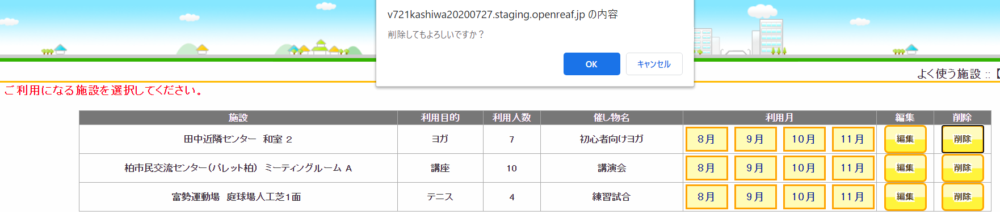 v721kashiwa20200727.staging.openreaf.jp の内容
削除してもよろしいですか？
OK キャンセル
よく使う施設 ::
ご利用になる施設を選択してください。
施設 利用目的 利用人数 催し物名 利用月 編集 削除
田中近隣センター 和室 2 ヨガ 7 初心者向けヨガ 8月 9月 10月 11月 編集 削除
柏市民交流センター(パレット柏) ミーティングルーム A 講座 10 講演会 8月 9月 10月 11月 編集 削除
富勢運動場 庭球場人工芝1面 テニス 4 練習試合 8月 9月 10月 11月 編集 削除